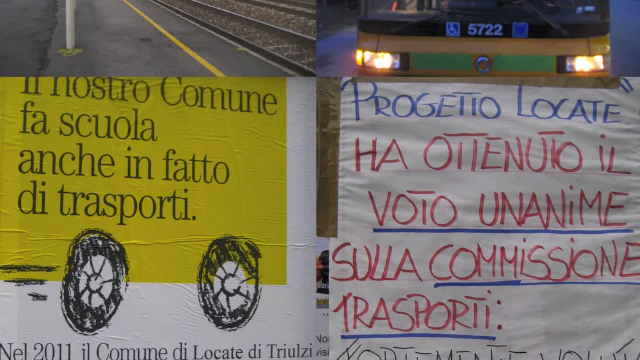 5722
Il nostro Comune
fa scuola
anche in fatto
di trasporti.
Nel 2011 il Comune di Locate di Triulzi
"PROGETTO LOCATE"
HA OTTENUTO IL
VOTO UNANIME
SULLA COMMISSIONE
TRASPORTI: